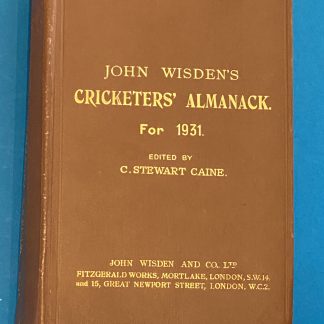 JOHN WISDEN'S
CRICKETERS' ALMANACK.
For 1931.
EDITED BY
C. STEWART CAINE.
JOHN WISDEN AND CO. LTD
FITZGERALD WORKS, MORTLAKE, LONDON, S.W.14
and 15, GREAT NEWPORT STREET, LONDON, W.C.2.